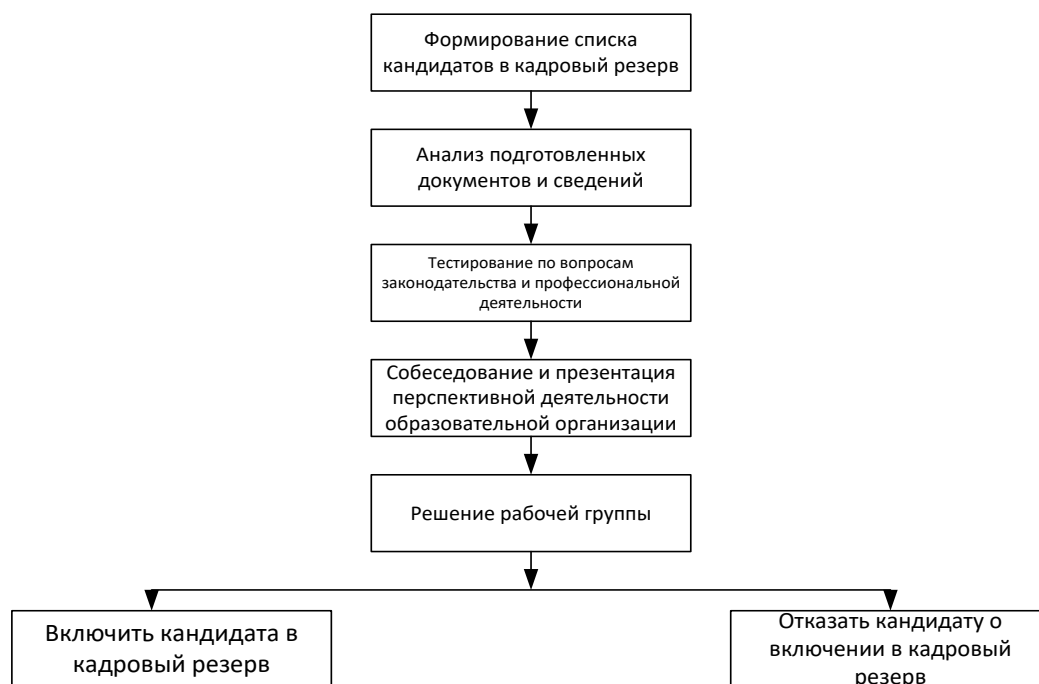 Формирование списка
кандидатов в кадровый резерв
Анализ подготовленных
документов и сведений
Тестирование по вопросам
законодательства и профессиональной
деятельности
Собеседование и презентация
перспективной деятельности
образовательной организации
Решение рабочей группы
Включить кандидата в
кадровый резерв
Отказать кандидату о
включении в кадровый
резерв